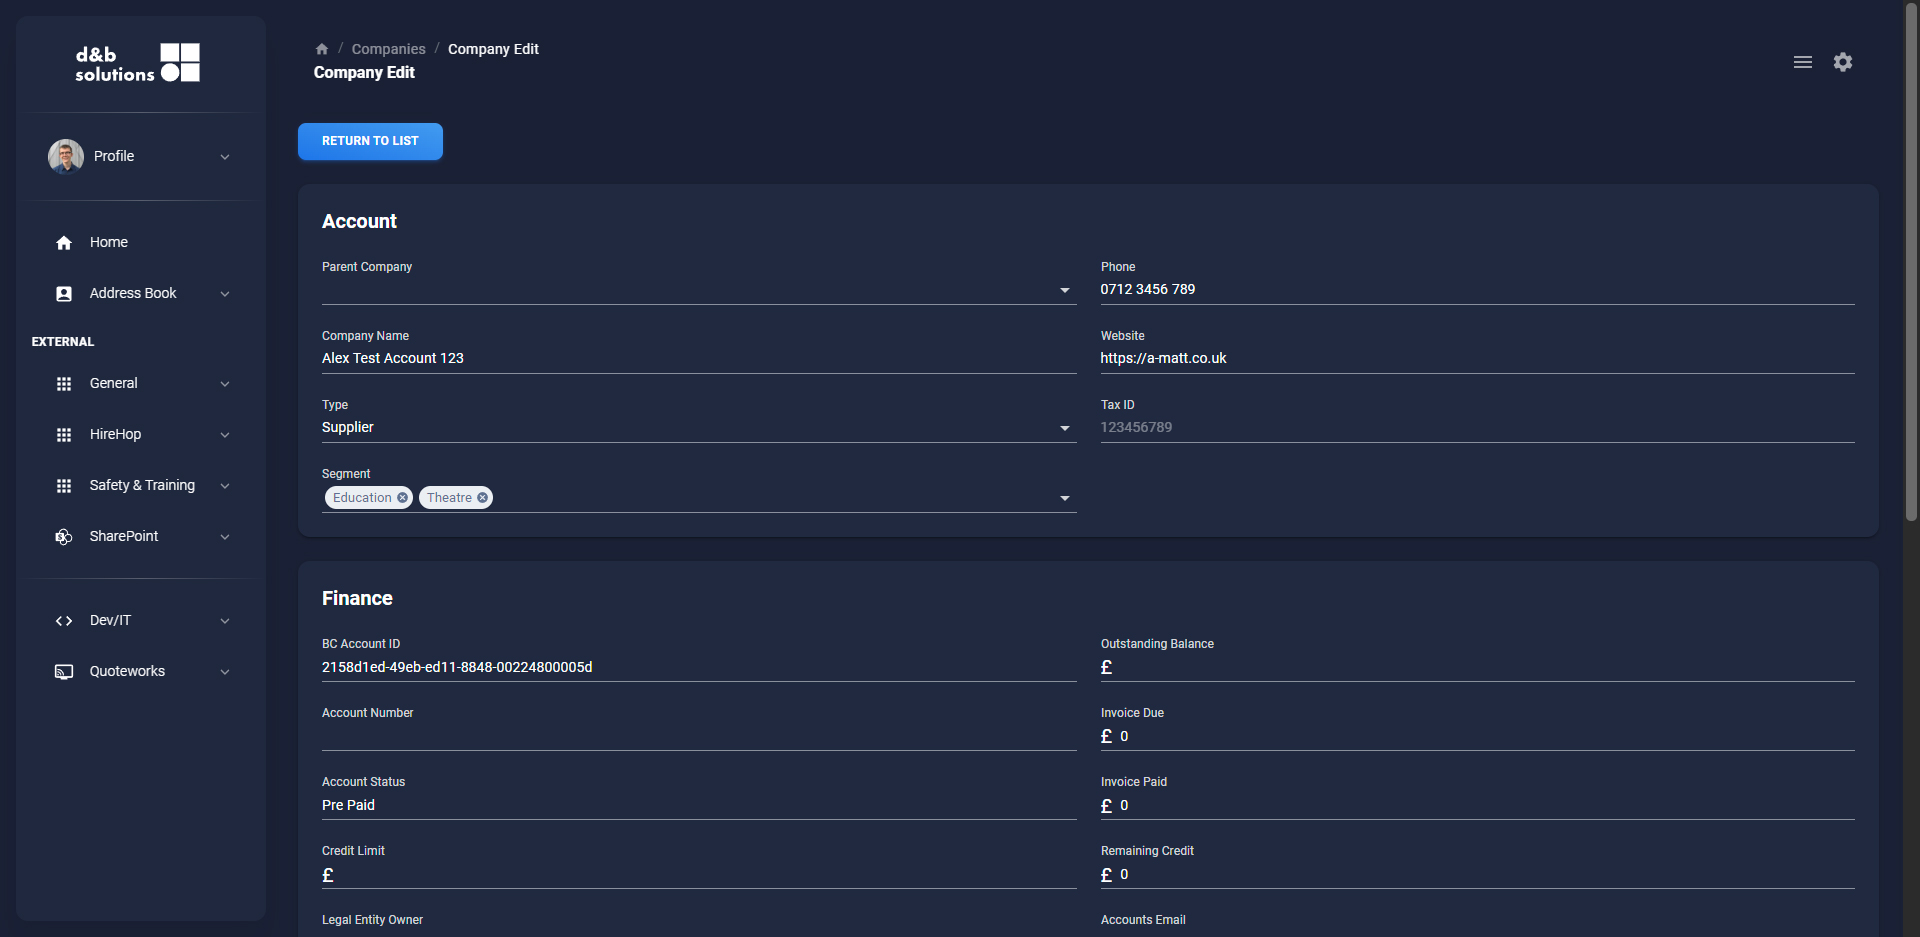 d&b
solutions
Profile
Home
Address Book
EXTERNAL
General
HireHop
Safety & Training
SharePoint
Dev/IT
Quoteworks
/ Companies / Company Edit
Company Edit
RETURN TO LIST
Account
Parent Company
Phone
0712 3456 789
Company Name
Alex Test Account 123
Website
https://a-matt.co.uk
Type
Supplier
Tax ID
123456789
Segment
Education Theatre
Finance
BC Account ID
2158d1ed-49eb-ed11-8848-00224800005d
Outstanding Balance
£
Account Number
Invoice Due
£ 0
Account Status
Pre Paid
Invoice Paid
£ 0
Credit Limit
£
Remaining Credit
£ 0
Legal Entity Owner
Accounts Email